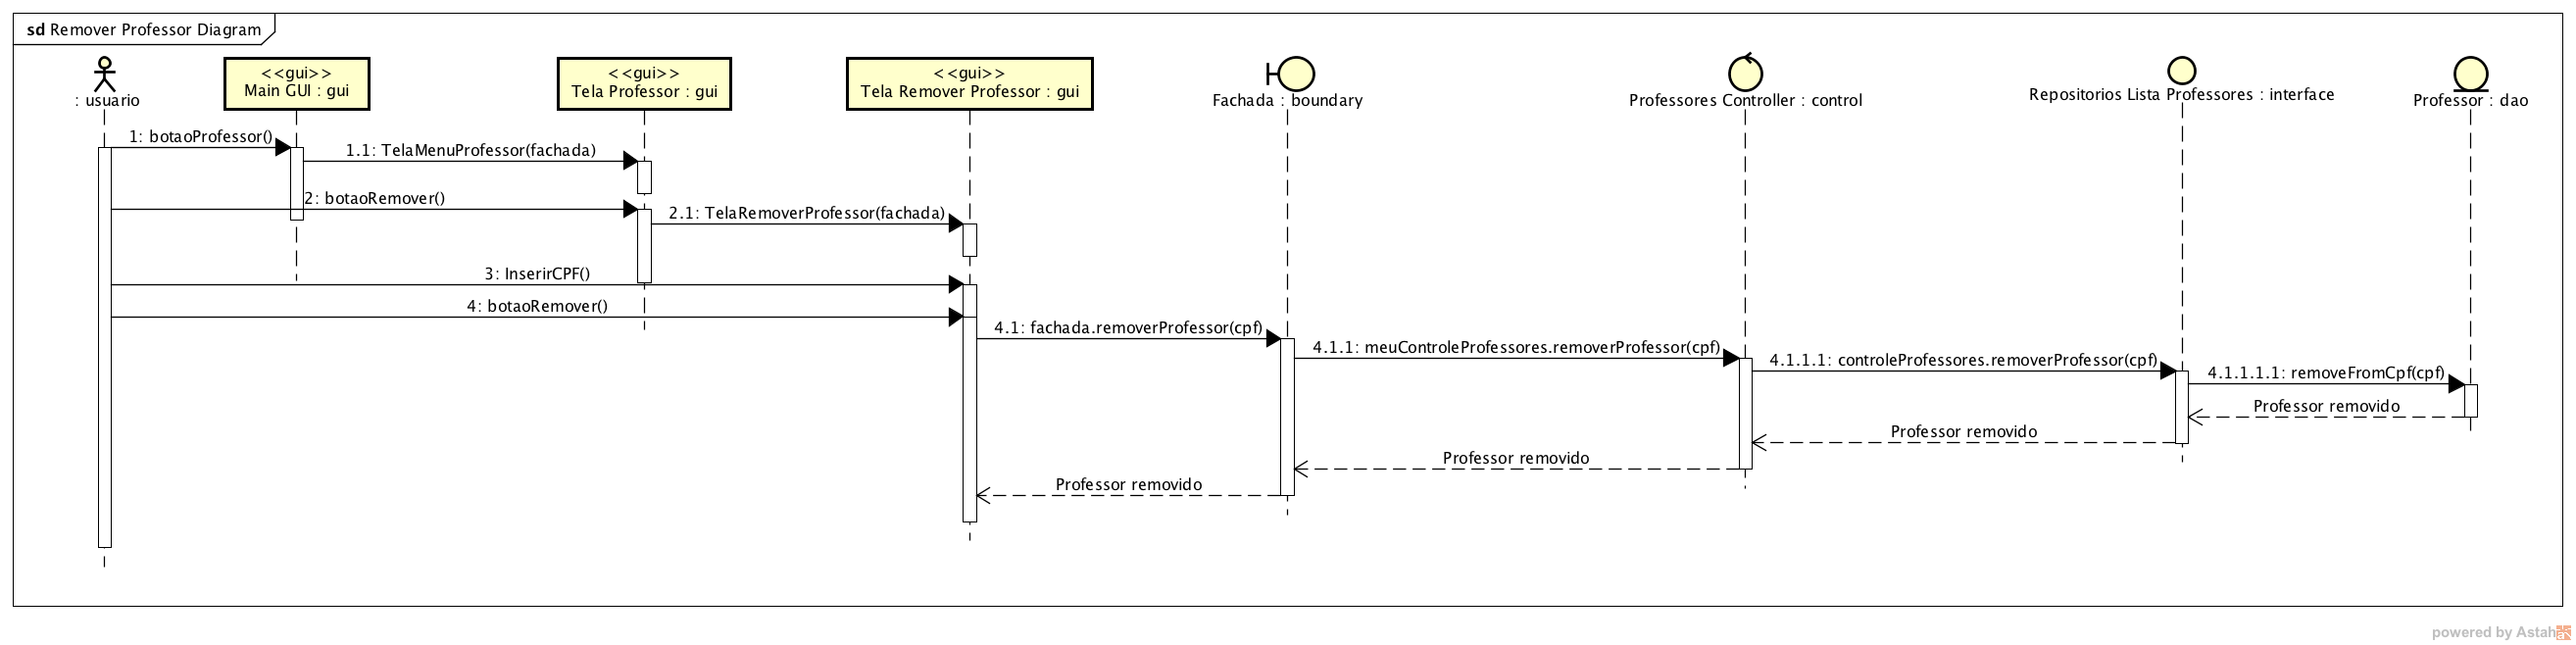 sd Remover Professor Diagram
: usuario
<<gui>>
Main GUI : gui
<<gui>>
Tela Professor : gui
<<gui>>
Tela Remover Professor : gui
Fachada : boundary
Professores Controller : control
Repositorios Lista Professores : interface
Professor : dao
1: botaoProfessor()
1.1: TelaMenuProfessor(fachada)
2: botaoRemover()
2.1: TelaRemoverProfessor(fachada)
3: InserirCPF()
4: botaoRemover()
4.1: fachada.removerProfessor(cpf)
4.1.1: meuControleProfessores.removerProfessor(cpf)
4.1.1.1: controleProfessores.removerProfessor(cpf)
4.1.1.1.1: removeFromCpf(cpf)
Professor removido
Professor removido
Professor removido
Professor removido
powered by Astah